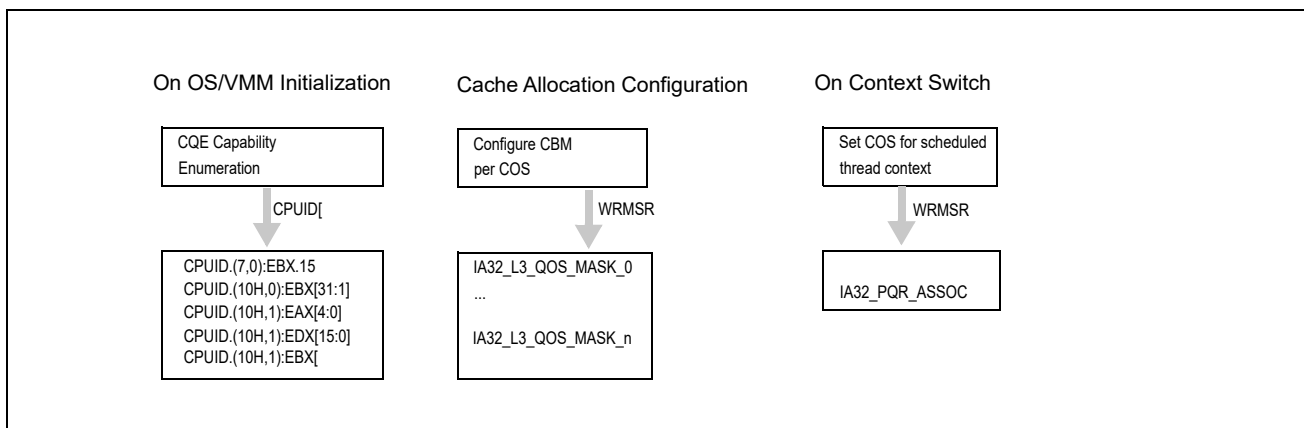 On OS/VMM Initialization
CQE Capability
Enumeration
CPUID[
CPUID.(7,0):EBX.15
CPUID.(10H,0):EBX[31:1]
CPUID.(10H,1):EAX[4:0]
CPUID.(10H,1):EDX[15:0]
CPUID.(10H,1):EBX[
Cache Allocation Configuration
Configure CBM
per COS
WRMSR
IA32_L3_QOS_MASK_0
...
IA32_L3_QOS_MASK_n
On Context Switch
Set COS for scheduled
thread context
WRMSR
IA32_PQR_ASSOC